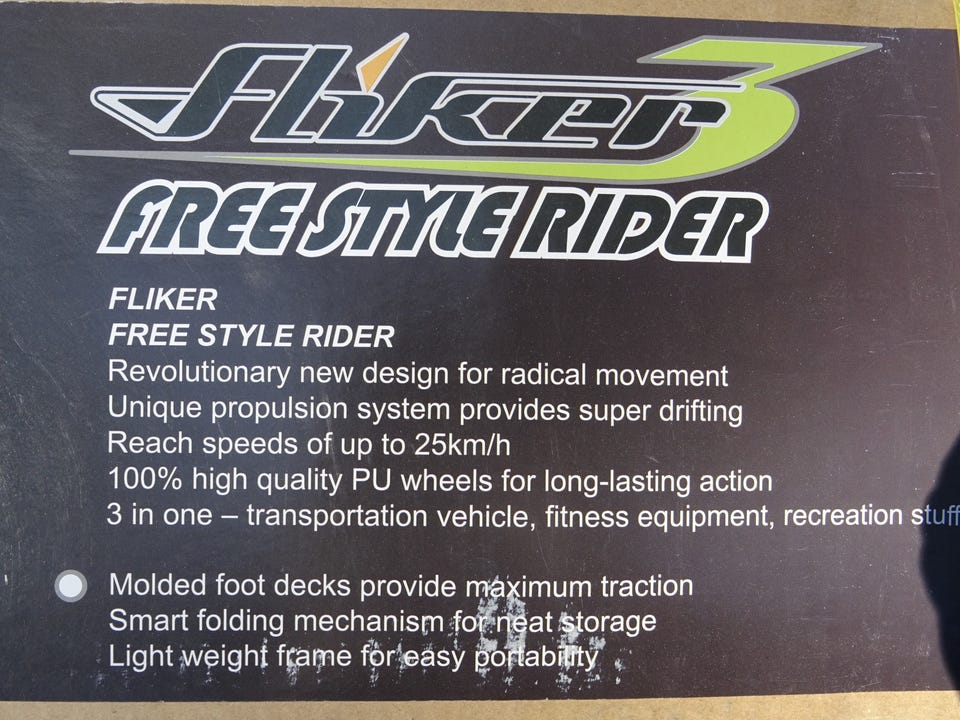 fliker 3
FREE STYLE RIDER
FLIKER
FREE STYLE RIDER
Revolutionary new design for radical movement
Unique propulsion system provides super drifting
Reach speeds of up to 25km/h
100% high quality PU wheels for long-lasting action
3 in one – transportation vehicle, fitness equipment, recreation stuff
Molded foot decks provide maximum traction
Smart folding mechanism for neat storage
Light weight frame for easy portability